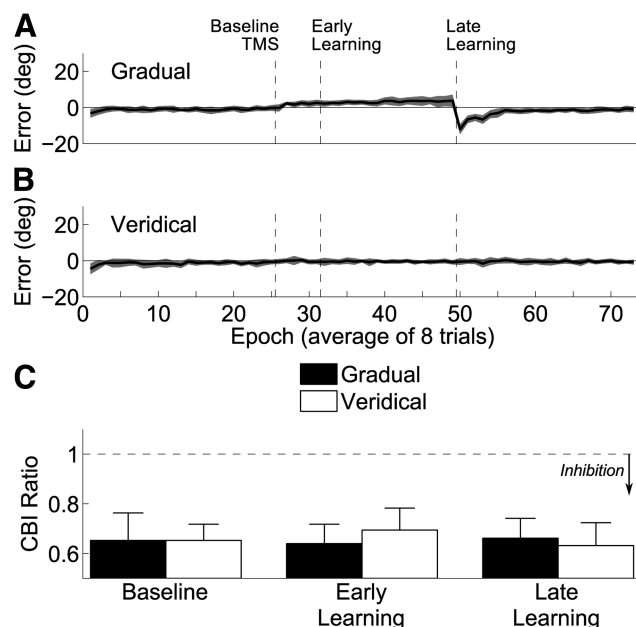 A
Baseline
TMS
Early
Learning
Late
Learning
Error (deg)
20
0
−20
Gradual
B
Error (deg)
20
0
−20
Veridical
0 10 20 30 40 50 60 70
Epoch (average of 8 trials)
C
Gradual
Veridical
CBI Ratio
1
0.8
0.6
Inhibition
Baseline
Early
Learning
Late
Learning